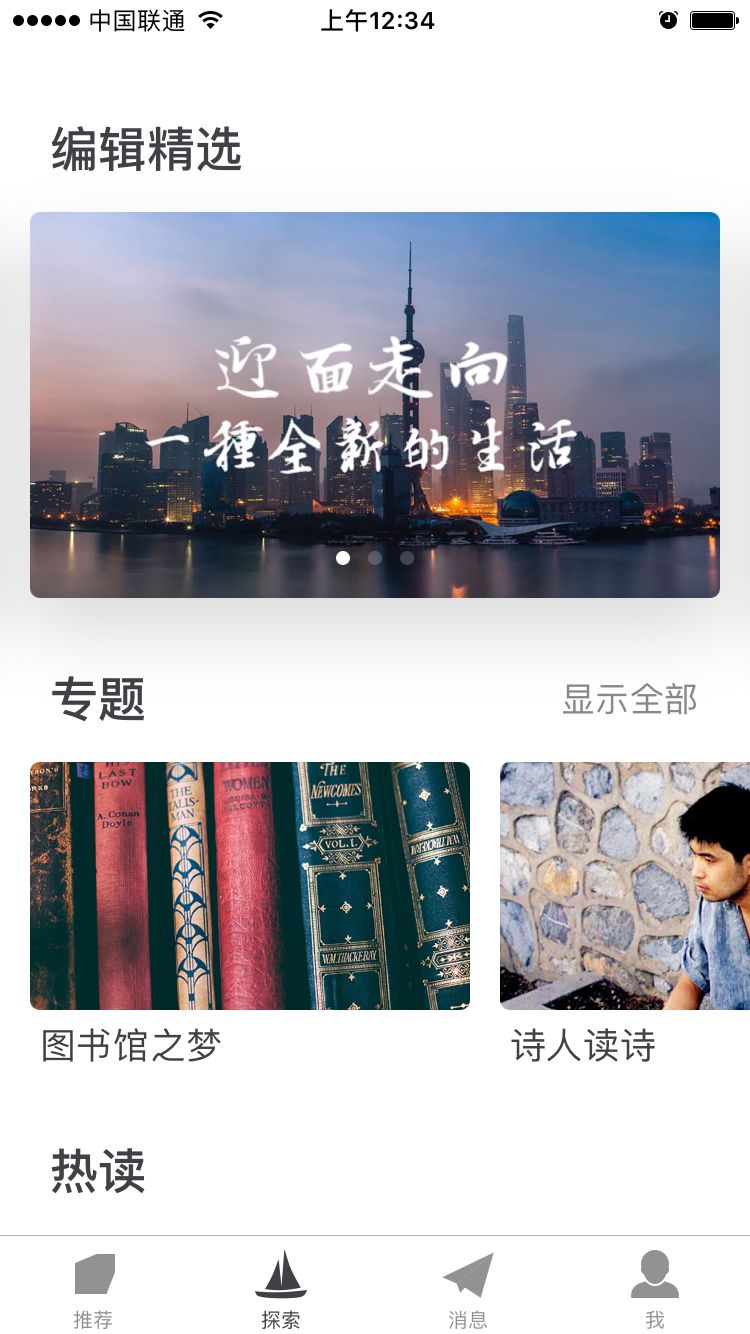 中国联通
上午12:34
编辑精选
迎面走向
一種全新的生活
专题
显示全部
LAST
BOW
A. Conan
Doyle
THE
TALIS-
MAN
WOMEN
THE
NEWCOMES
VOL. I.
W.M.THACKERAY
图书馆之梦
诗人读诗
热读
推荐
探索
消息
我